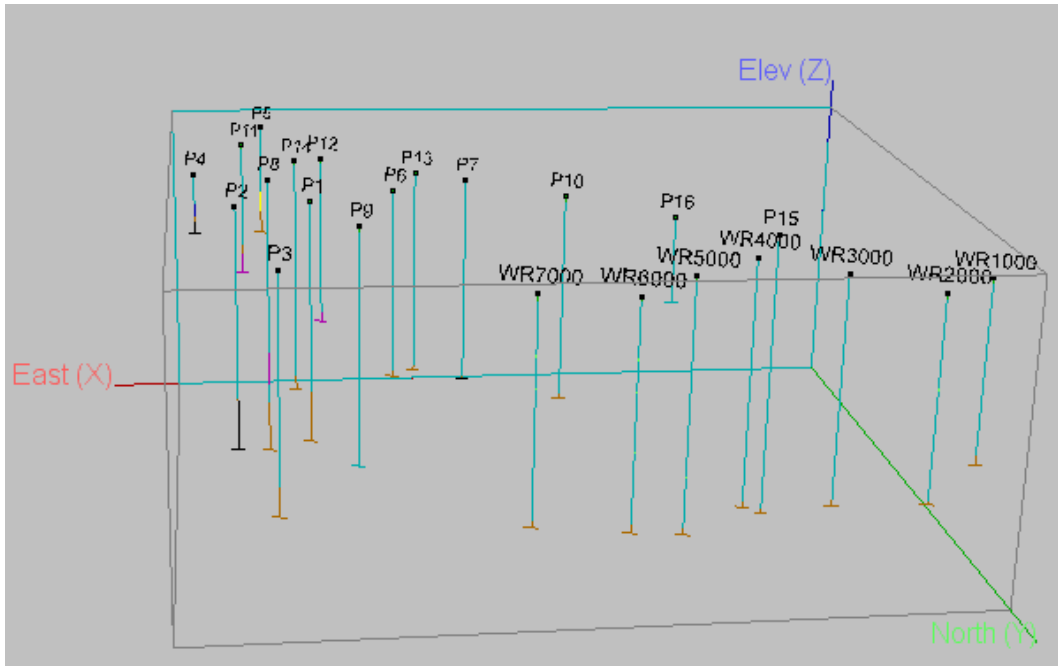 Elev (Z)
P5
P11
P4
P8
P14
P12
P13
P7
P6
P2
P1
P10
P9
P16
P15
P3
WR4000
WR5000
WR3000
WR1000
WR7000
WR6000
WR2000
East (X)
North (Y)